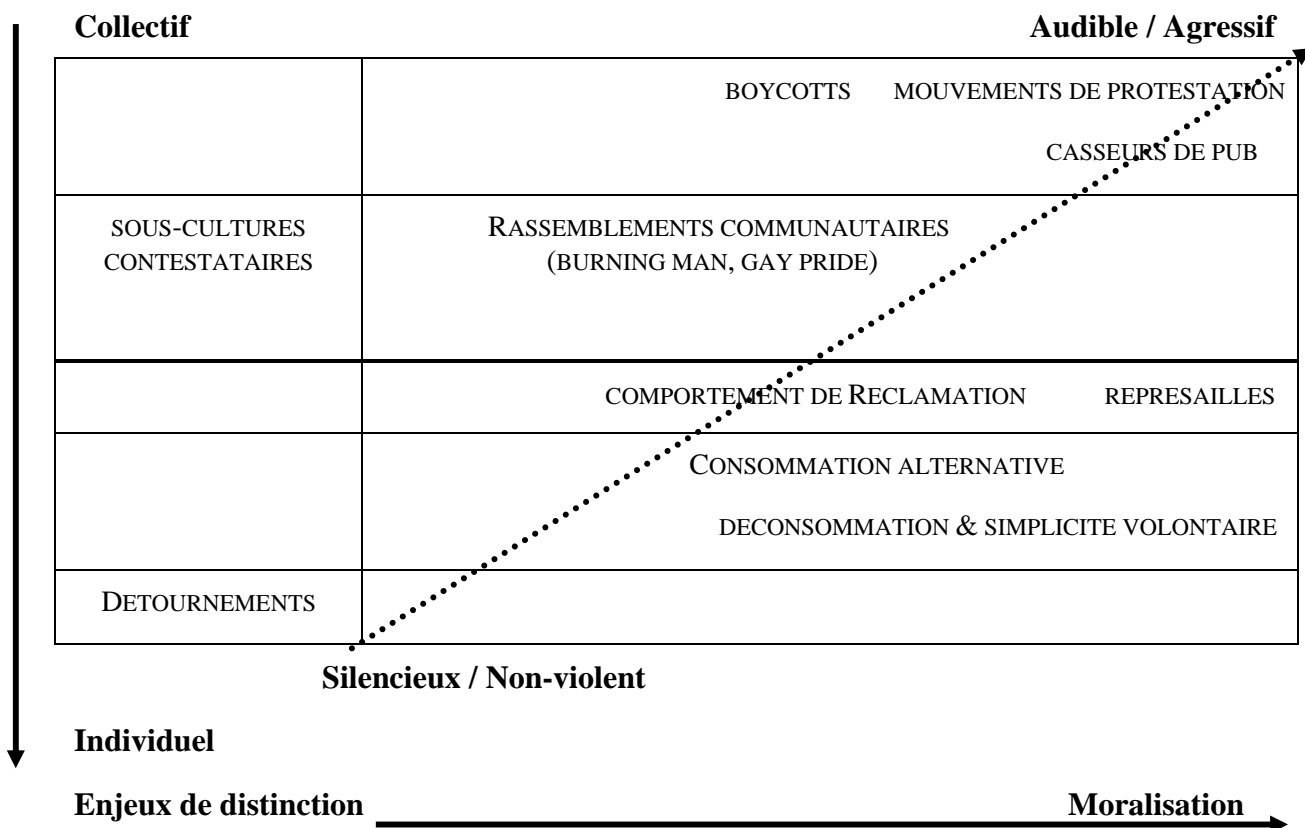 Collectif Audible / Agressif
BOYCOTTS MOUVEMENTS DE PROTESTATION
CASSEURS DE PUB
SOUS-CULTURES CONTESTATAIRES
RASSEMBLEMENTS COMMUNAUTAIRES
(BURNING MAN, GAY PRIDE)
COMPORTEMENT DE RECLAMATION REPRESAILLES
CONSOMMATION ALTERNATIVE
DECONSOMMATION & SIMPLICITE VOLONTAIRE
DETOURNEMENTS
Silencieux / Non-violent
Individuel
Enjeux de distinction Moralisation